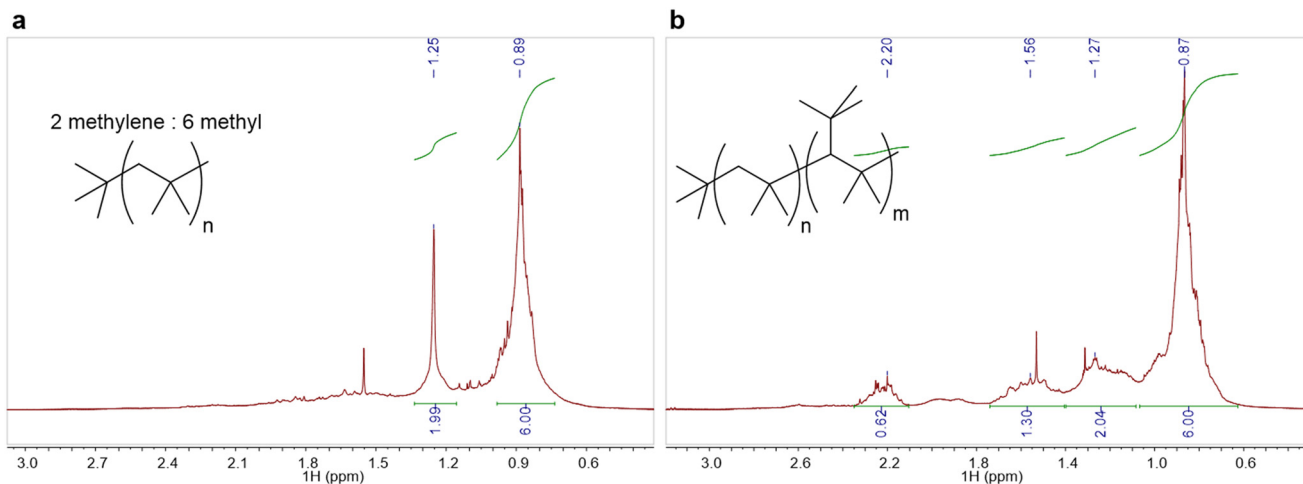 a
– 1.25
– 0.89
2 methylene : 6 methyl
n
1.99
6.00
3.0 2.7 2.4 2.1 1.8 1.5 1.2 0.9 0.6
1H (ppm)
b
– 2.20
– 1.56
– 1.27
– 0.87
n
m
0.62
1.30
2.04
6.00
3.0 2.6 2.2 1.8 1.4 1.0 0.6
1H (ppm)